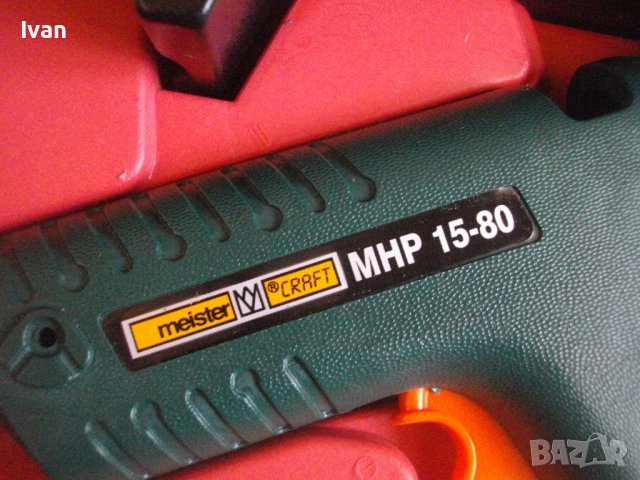 Ivan
meister ® CRAFT MHP 15-80
BAZAR